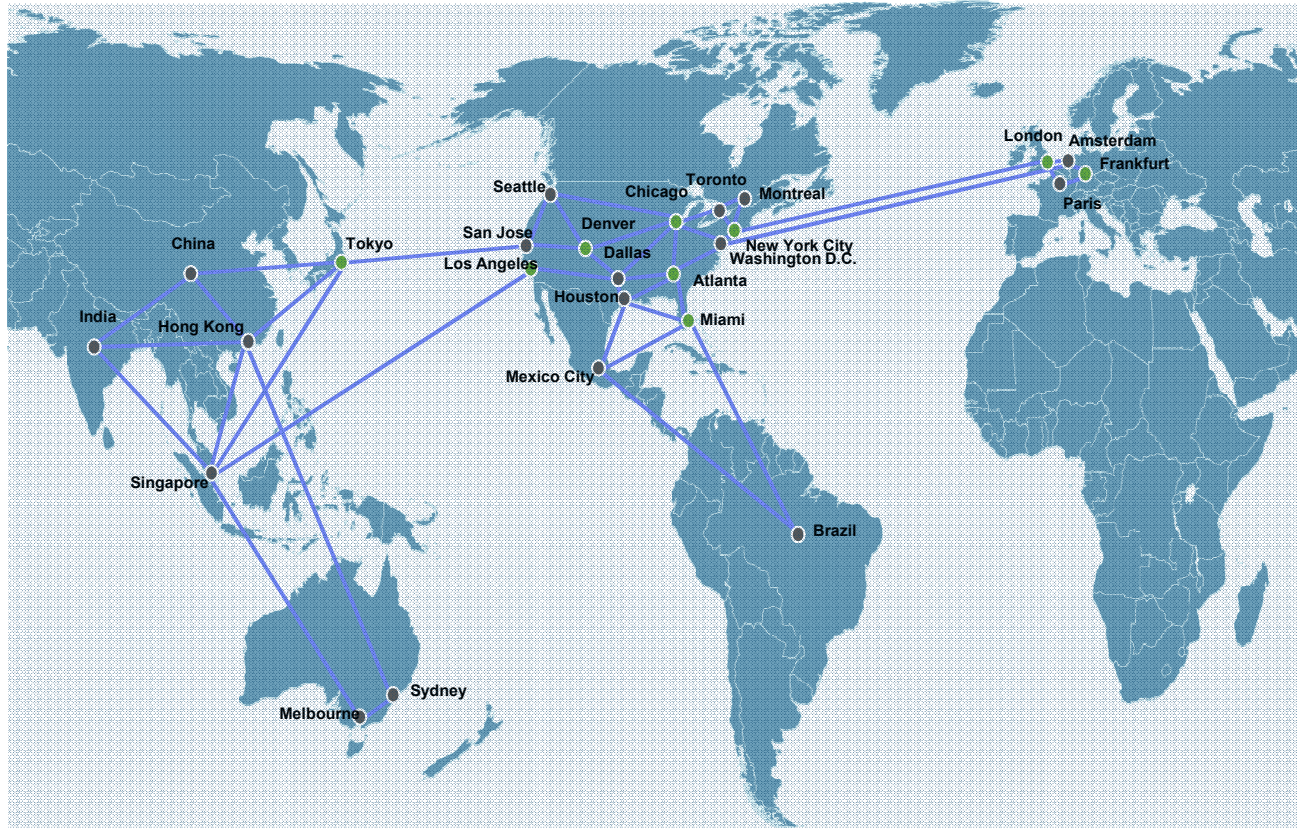 London
Amsterdam
Frankfurt
Paris
Toronto
Seattle
Chicago
Montreal
Denver
San Jose
China
Tokyo
Dallas
New York City
Washington D.C.
Los Angeles
Atlanta
Houston
India
Hong Kong
Miami
Mexico City
Singapore
Brazil
Sydney
Melbourne